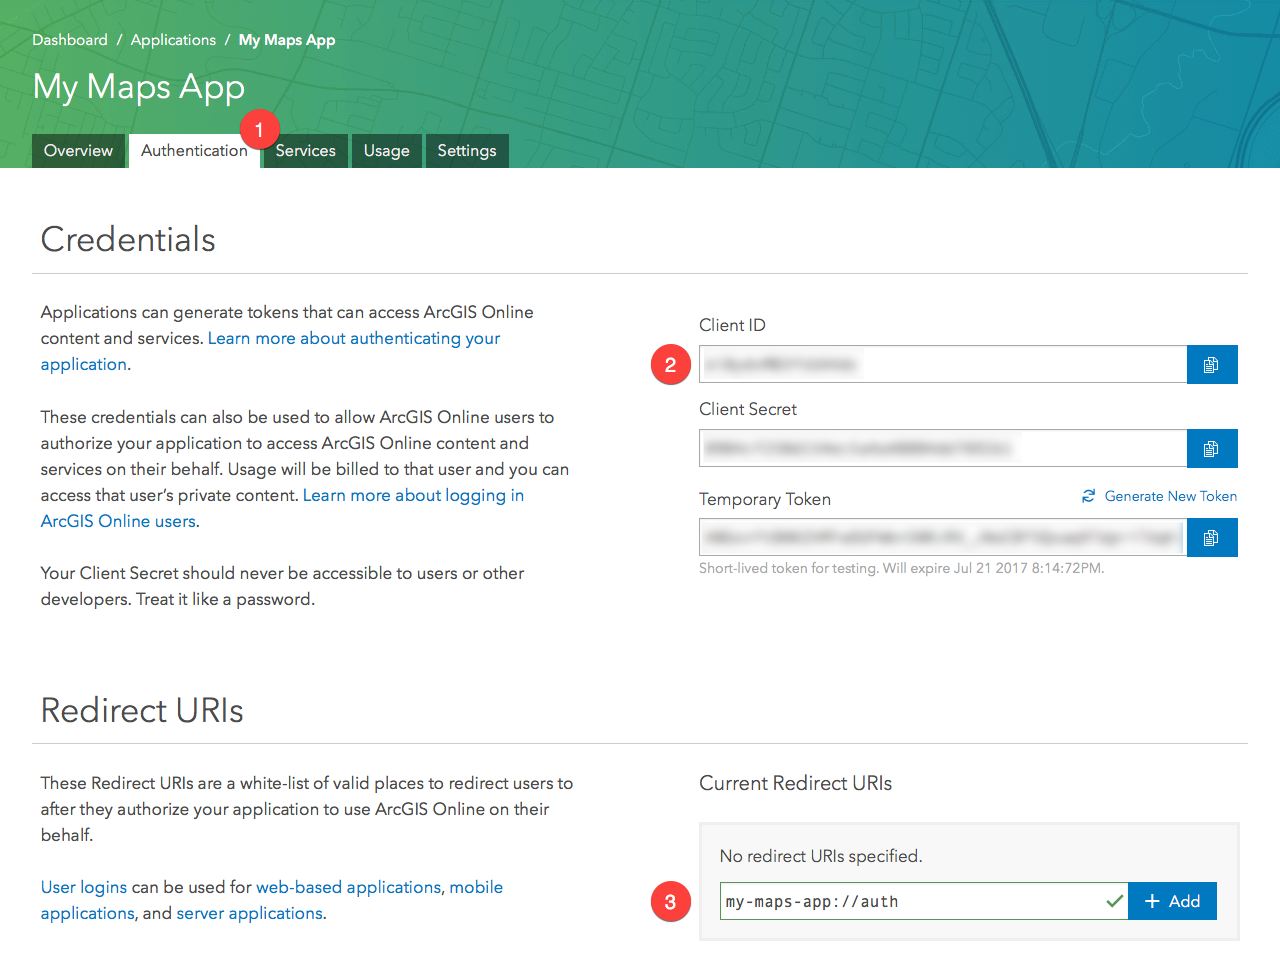 Dashboard / Applications / My Maps App
My Maps App
1
Overview Authentication Services Usage Settings
Credentials
Applications can generate tokens that can access ArcGIS Online
content and services. Learn more about authenticating your
application.
These credentials can also be used to allow ArcGIS Online users to
authorize your application to access ArcGIS Online content and
services on their behalf. Usage will be billed to that user and you can
access that user's private content. Learn more about logging in
ArcGIS Online users.
Your Client Secret should never be accessible to users or other
developers. Treat it like a password.
Client ID
2
Client Secret
Temporary Token
Generate New Token
Short-lived token for testing. Will expire Jul 21 2017 8:14:72PM.
Redirect URIs
These Redirect URIs are a white-list of valid places to redirect users to
after they authorize your application to use ArcGIS Online on their
behalf.
User logins can be used for web-based applications, mobile
applications, and server applications.
Current Redirect URIs
No redirect URIs specified.
3
my-maps-app://auth
+ Add